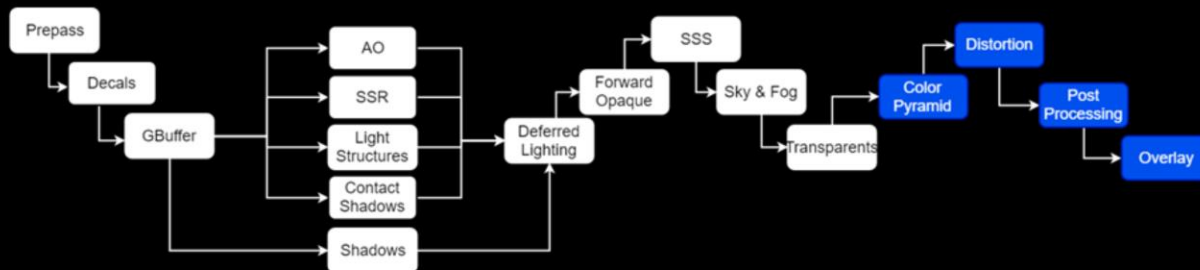 Prepass
Decals
GBuffer
AO
SSR
Light
Structures
Contact
Shadows
Shadows
Deferred
Lighting
Forward
Opaque
SSS
Sky & Fog
Transparents
Color
Pyramid
Distortion
Post
Processing
Overlay